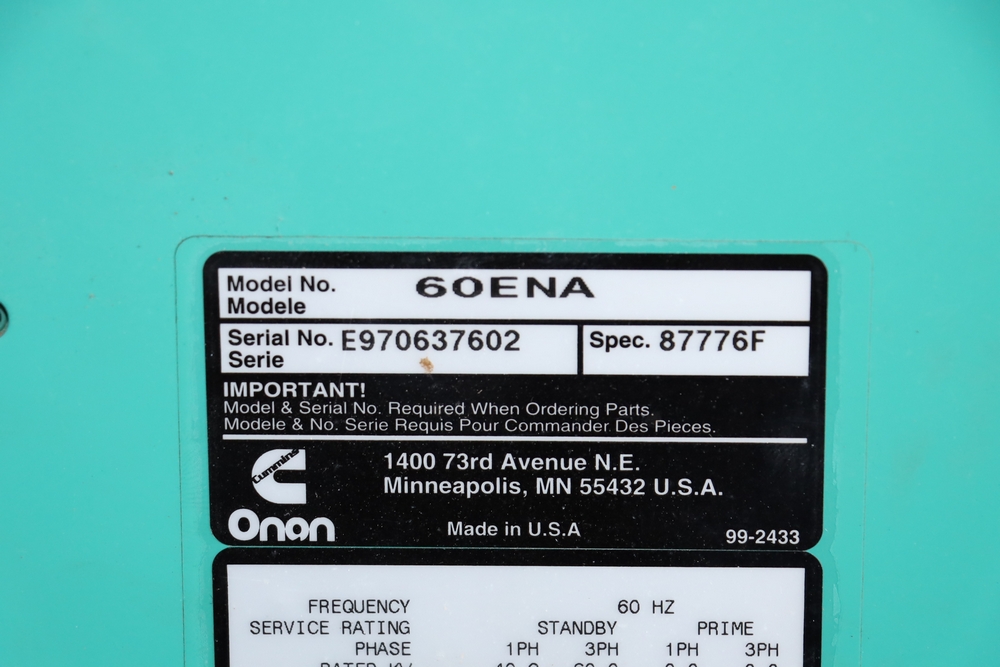 Model No. 60ENA
Modele
Serial No. E970637602 Spec. 87776F
Serie
IMPORTANT!
Model & Serial No. Required When Ordering Parts.
Modele & No. Serie Requis Pour Commander Des Pieces.
Cummins
Onan
1400 73rd Avenue N.E.
Minneapolis, MN 55432 U.S.A.
Made in U.S.A
99-2433
FREQUENCY 60 HZ
SERVICE RATING STANDBY PRIME
PHASE 1PH 3PH 1PH 3PH